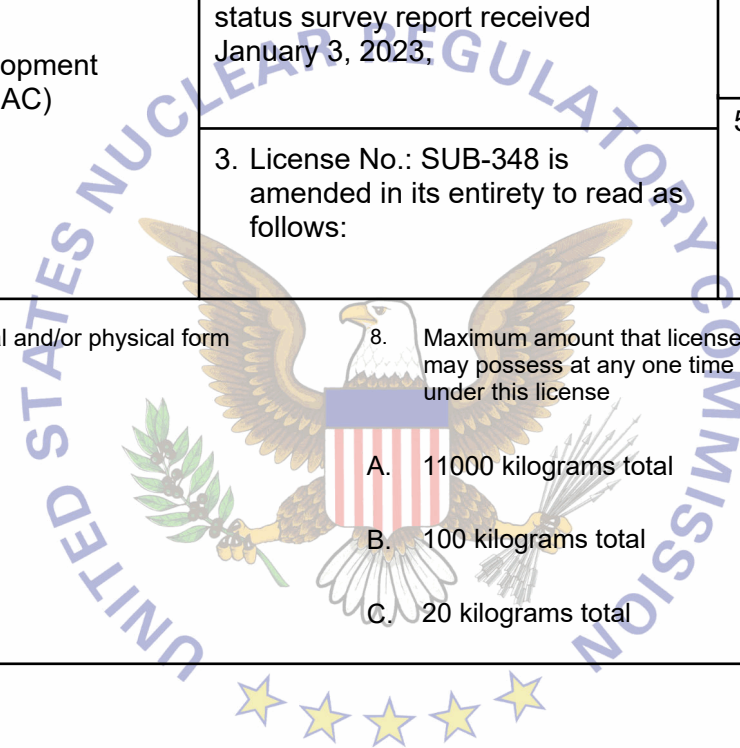 status survey report received
January 3, 2023,
opment
AC)
3. License No.: SUB-348 is
amended in its entirety to read as
follows:
5
l and/or physical form
8. Maximum amount that license
may possess at any one time
under this license
A. 11000 kilograms total
B. 100 kilograms total
C. 20 kilograms total
UNITED STATES NUCLEAR REGULATORY COMMISSION